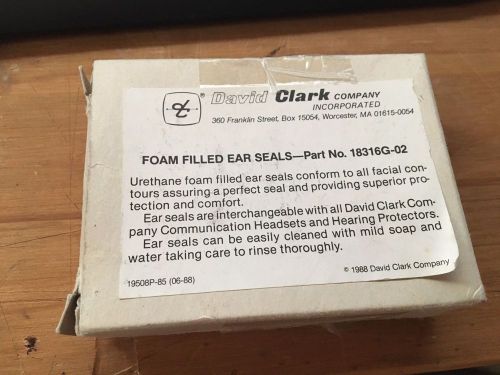 ® David Clark COMPANY
INCORPORATED
360 Franklin Street, Box 15054, Worcester, MA 01615-0054
FOAM FILLED EAR SEALS—Part No. 18316G-02
Urethane foam filled ear seals conform to all facial con-
tours assuring a perfect seal and providing superior pro-
tection and comfort.
Ear seals are interchangeable with all David Clark Com-
pany Communication Headsets and Hearing Protectors.
Ear seals can be easily cleaned with mild soap and
water taking care to rinse thoroughly.
© 1988 David Clark Company
19508P-85 (06-88)